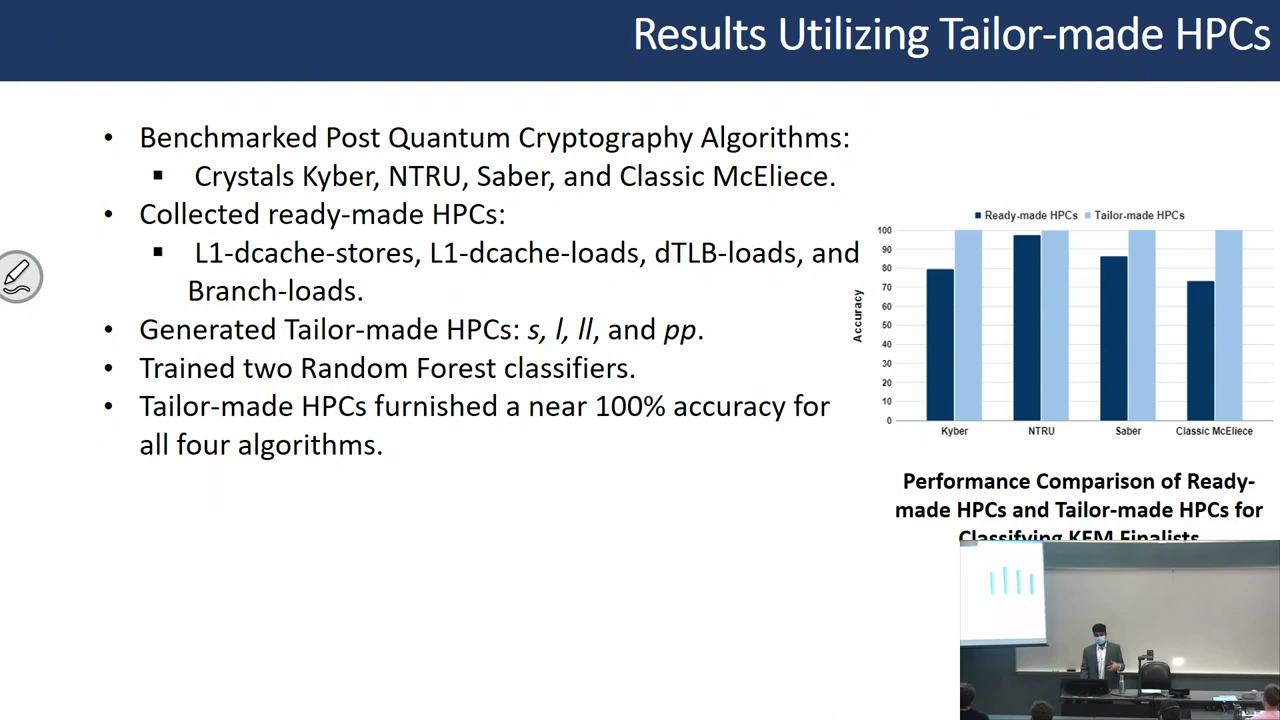 Results Utilizing Tailor-made HPCs
• Benchmarked Post Quantum Cryptography Algorithms:
▪ Crystals Kyber, NTRU, Saber, and Classic McEliece.
• Collected ready-made HPCs:
▪ L1-dcache-stores, L1-dcache-loads, dTLB-loads, and
Branch-loads.
• Generated Tailor-made HPCs: s, l, ll, and pp.
• Trained two Random Forest classifiers.
• Tailor-made HPCs furnished a near 100% accuracy for
all four algorithms.
Ready-made HPCs Tailor-made HPCs
Accuracy
100
90
80
70
60
50
40
30
20
10
0
Kyber NTRU Saber Classic McEliece
Performance Comparison of Ready-
made HPCs and Tailor-made HPCs for
Classifying KEM Finalists